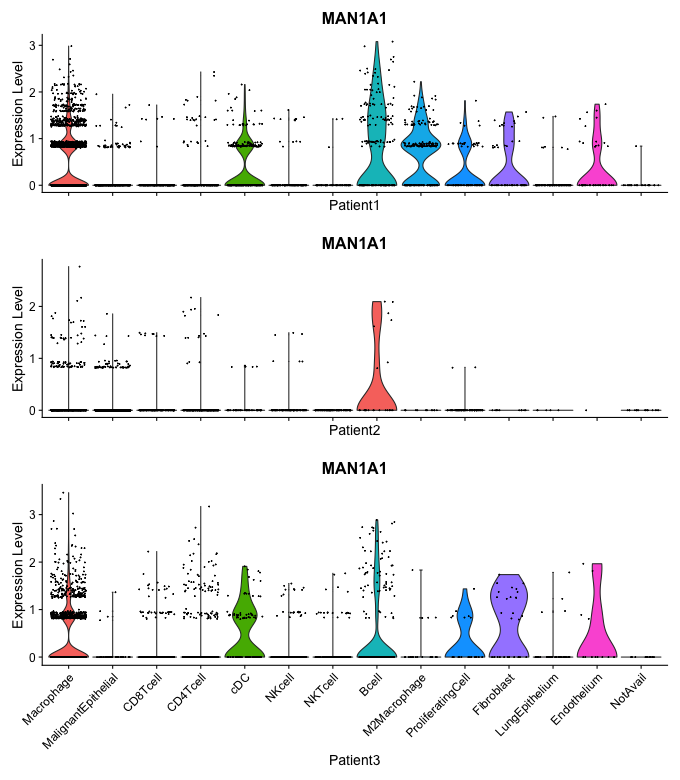 MAN1A1
Expression Level
3
2
1
0
Patient1
MAN1A1
Expression Level
2
1
0
Patient2
MAN1A1
Expression Level
3
2
1
0
Macrophage
MalignantEpithelial
CD8Tcell
CD4Tcell
cDC
NKcell
NKTcell
Bcell
M2Macrophage
ProliferatingCell
Fibroblast
LungEpithelium
Endothelium
NotAvail
Patient3